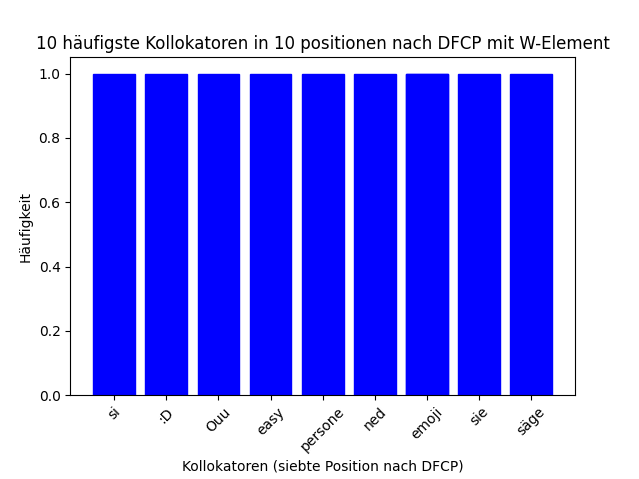 10 häufigste Kollokatoren in 10 positionen nach DFCP mit W-Element
Häufigkeit
1.0
0.8
0.6
0.4
0.2
0.0
si
:D
Ouu
easy
persone
ned
emoji
sie
säge
Kollokatoren (siebte Position nach DFCP)